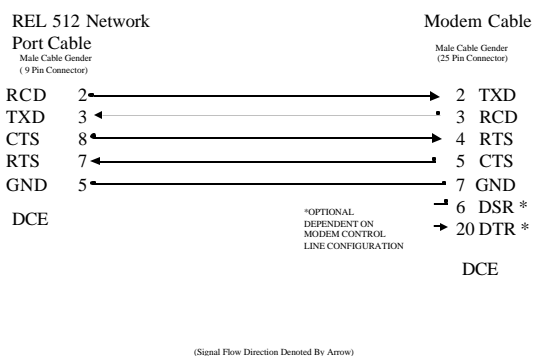 REL 512 Network
Port Cable
Male Cable Gender
( 9 Pin Connector)
Modem Cable
Male Cable Gender
(25 Pin Connector)
RCD 2 2 TXD
TXD 3 3 RCD
CTS 8 4 RTS
RTS 7 5 CTS
GND 5 7 GND
6 DSR *
20 DTR *
DCE
*OPTIONAL
DEPENDENT ON
MODEM CONTROL
LINE CONFIGURATION
DCE
(Signal Flow Direction Denoted By Arrow)